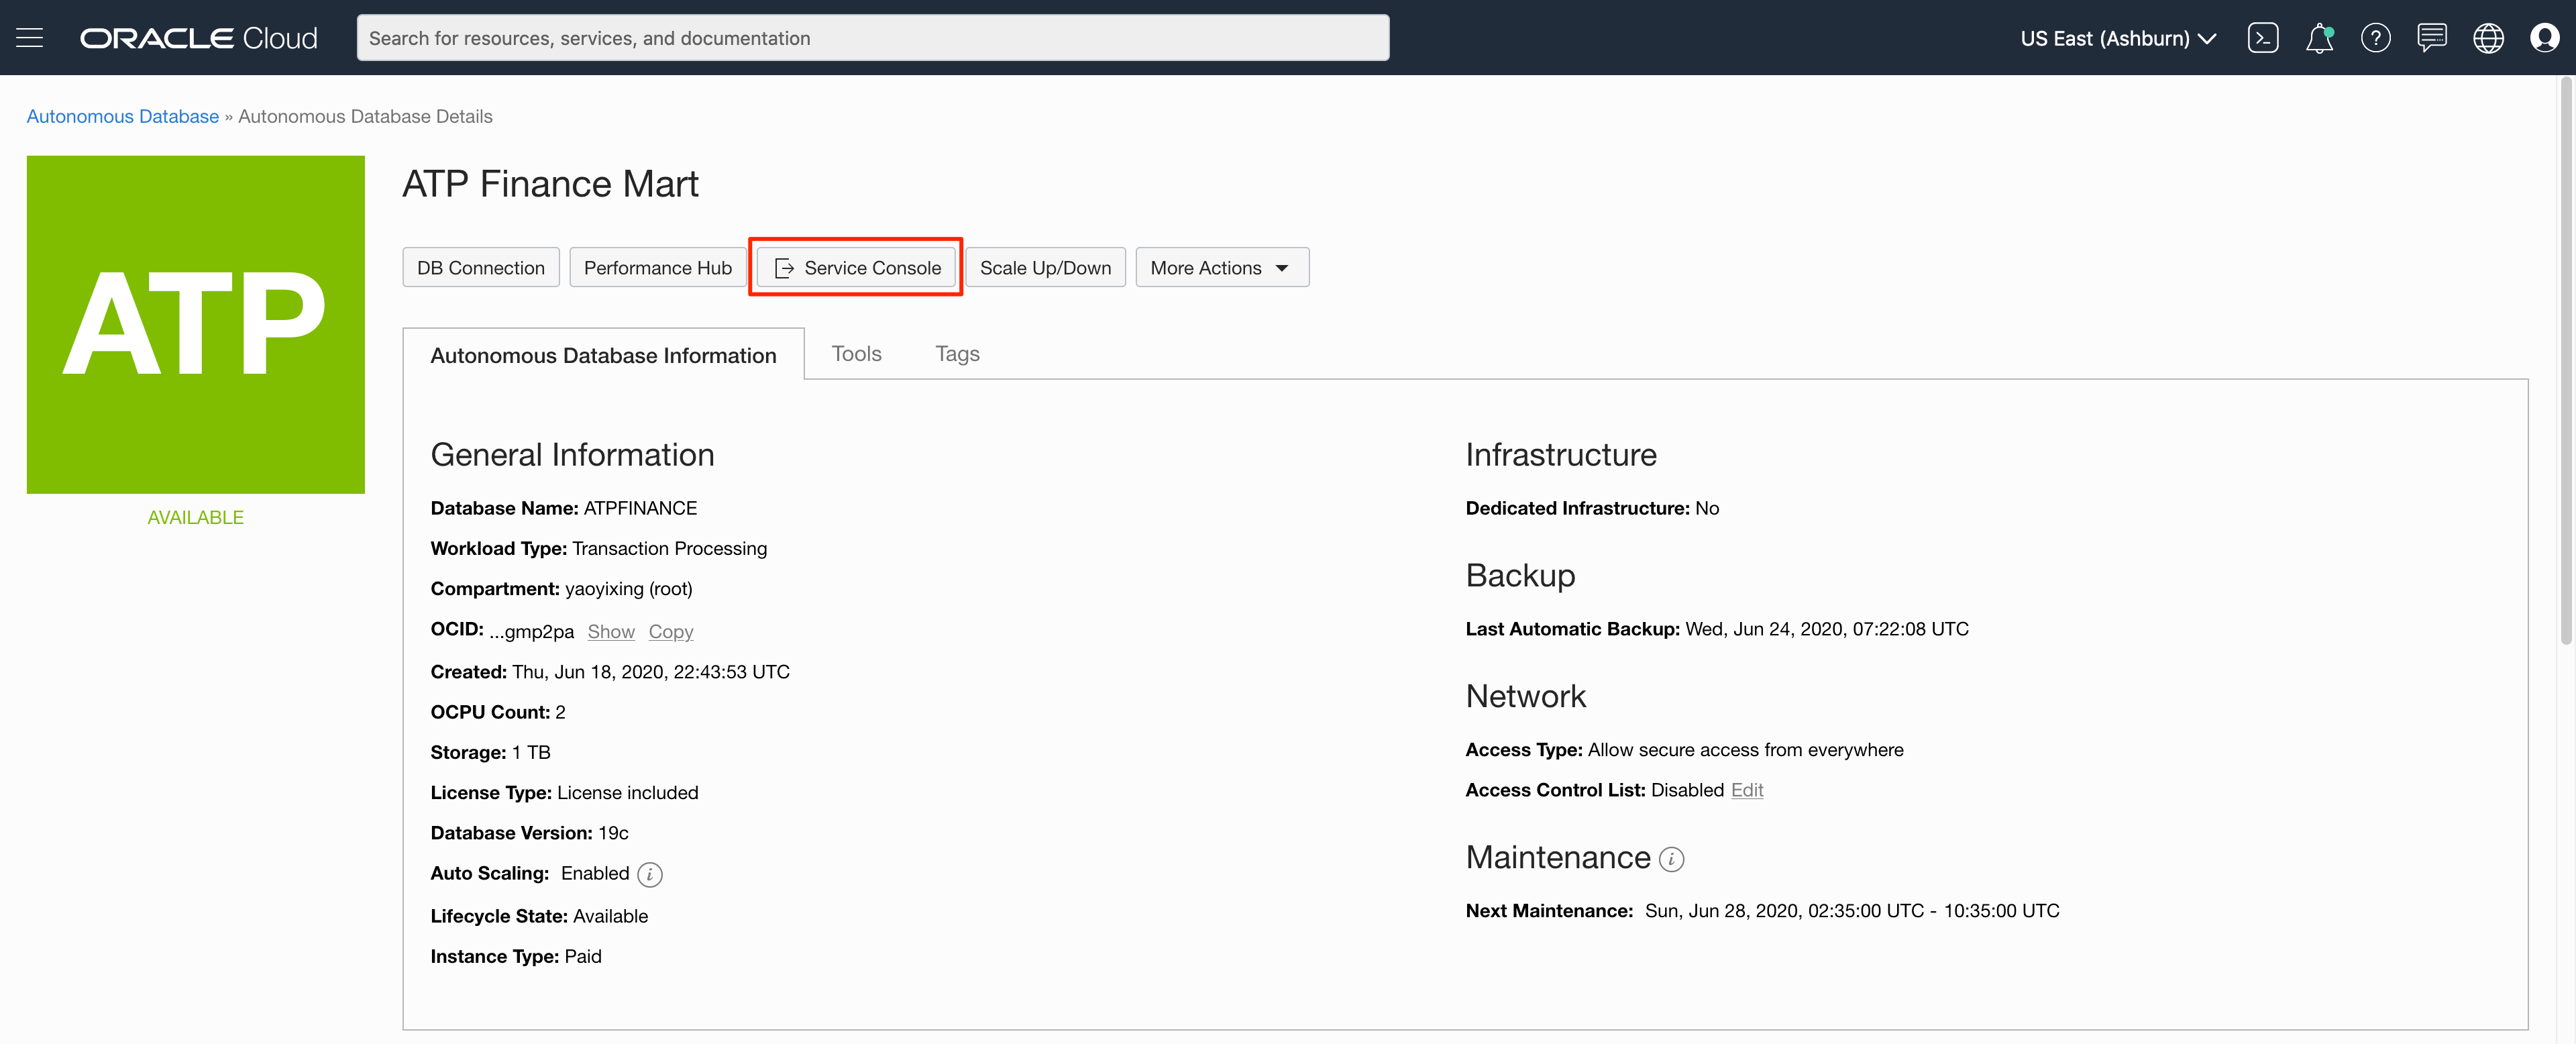 ORACLE Cloud
Search for resources, services, and documentation
US East (Ashburn)
Autonomous Database » Autonomous Database Details
ATP
AVAILABLE
ATP Finance Mart
DB Connection
Performance Hub
Service Console
Scale Up/Down
More Actions
Autonomous Database Information
Tools
Tags
General Information
Database Name: ATPFINANCE
Workload Type: Transaction Processing
Compartment: yaoyixing (root)
OCID: ...gmp2pa Show Copy
Created: Thu, Jun 18, 2020, 22:43:53 UTC
OCPU Count: 2
Storage: 1 TB
License Type: License included
Database Version: 19c
Auto Scaling: Enabled
Lifecycle State: Available
Instance Type: Paid
Infrastructure
Dedicated Infrastructure: No
Backup
Last Automatic Backup: Wed, Jun 24, 2020, 07:22:08 UTC
Network
Access Type: Allow secure access from everywhere
Access Control List: Disabled Edit
Maintenance
Next Maintenance: Sun, Jun 28, 2020, 02:35:00 UTC - 10:35:00 UTC